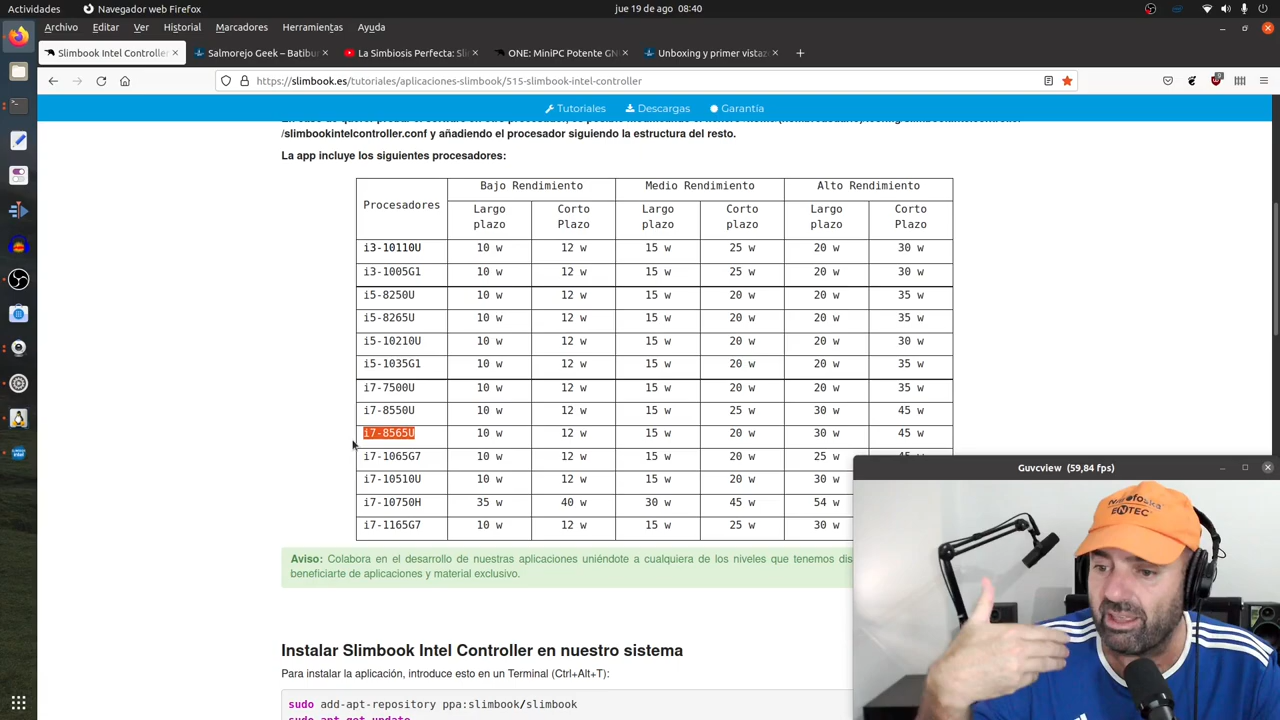 Actividades
Navegador web Firefox
jue 19 de ago 08:40
Archivo Editar Ver Historial Marcadores Herramientas Ayuda
Slimbook Intel Controller
Salmorejo Geek – Batibur
La Simbiosis Perfecta: Sli
ONE: MiniPC Potente GN
Unboxing y primer vistazo
https://slimbook.es/tutoriales/aplicaciones-slimbook/515-slimbook-intel-controller
Tutoriales Descargas Garantía
/slimbookintelcontroller.conf y añadiendo el procesador siguiendo la estructura del resto.
La app incluye los siguientes procesadores:
Procesadores Bajo Rendimiento Medio Rendimiento Alto Rendimiento
Largo plazo Corto Plazo Largo plazo Corto plazo Largo plazo Corto Plazo
i3-10110U 10 w 12 w 15 w 25 w 20 w 30 w
i3-1005G1 10 w 12 w 15 w 25 w 20 w 30 w
i5-8250U 10 w 12 w 15 w 20 w 20 w 35 w
i5-8265U 10 w 12 w 15 w 20 w 20 w 35 w
i5-10210U 10 w 12 w 15 w 20 w 20 w 30 w
i5-1035G1 10 w 12 w 15 w 20 w 20 w 35 w
i7-7500U 10 w 12 w 15 w 20 w 20 w 35 w
i7-8550U 10 w 12 w 15 w 25 w 30 w 45 w
i7-8565U 10 w 12 w 15 w 20 w 30 w 45 w
i7-1065G7 10 w 12 w 15 w 20 w 25 w 45 w
i7-10510U 10 w 12 w 15 w 20 w 30 w
i7-10750H 35 w 40 w 30 w 45 w 54 w
i7-1165G7 10 w 12 w 15 w 25 w 30 w
Guvcview (59,84 fps)
ENTEC
Aviso: Colabora en el desarrollo de nuestras aplicaciones uniéndote a cualquiera de los niveles que tenemos dis
beneficiarte de aplicaciones y material exclusivo.
Instalar Slimbook Intel Controller en nuestro sistema
Para instalar la aplicación, introduce esto en un Terminal (Ctrl+Alt+T):
sudo add-apt-repository ppa:slimbook/slimbook
sudo apt-get update